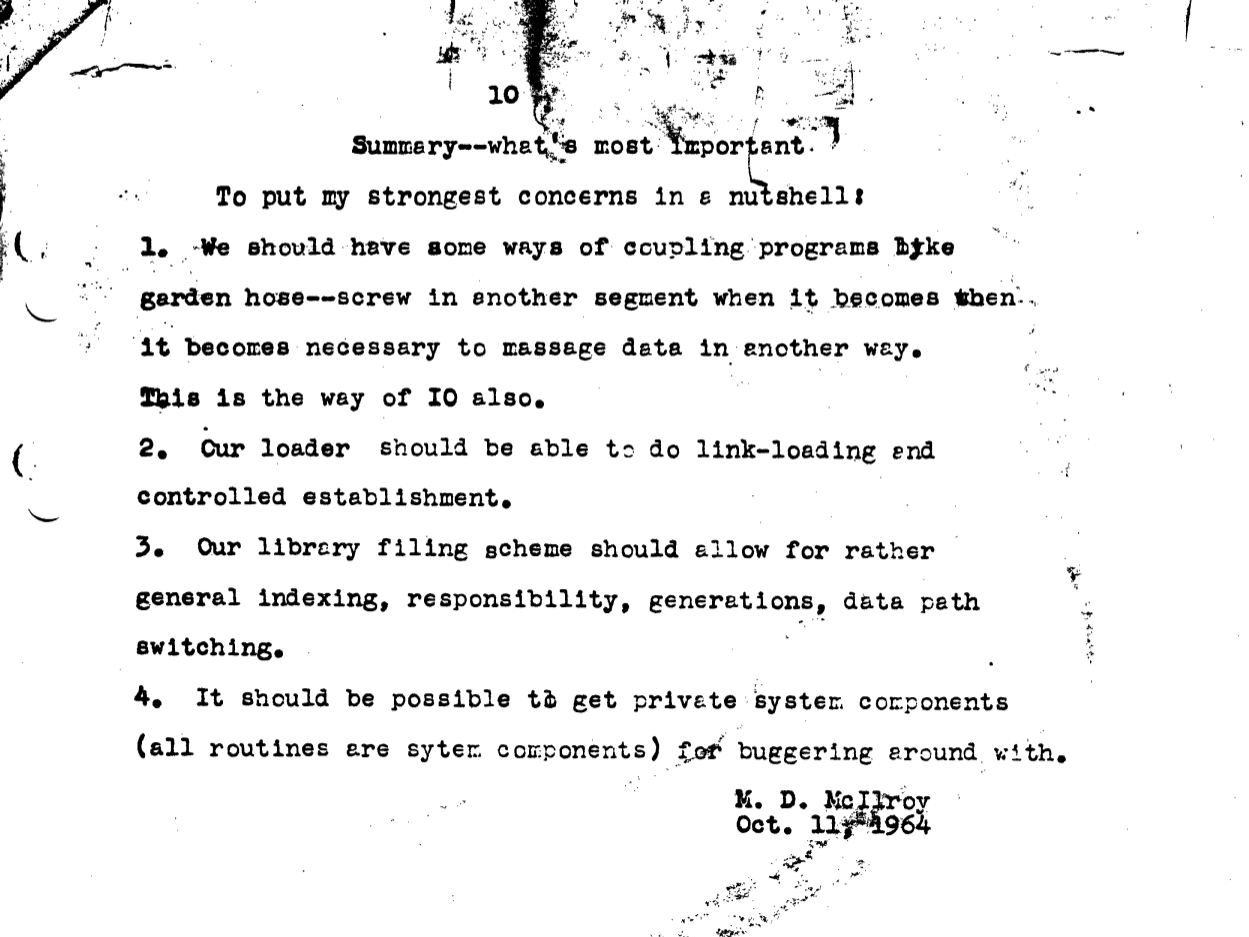 10
Summary--what's most important.
To put my strongest concerns in a nutshell:
1. We should have some ways of coupling programs like
garden hose--screw in another segment when it becomes when
it becomes necessary to massage data in another way.
This is the way of IO also.
2. Our loader should be able to do link-loading and
controlled establishment.
3. Our library filing scheme should allow for rather
general indexing, responsibility, generations, data path
switching.
4. It should be possible to get private system components
(all routines are sytem components) for buggering around with.
M. D. McIlroy
Oct. 11, 1964